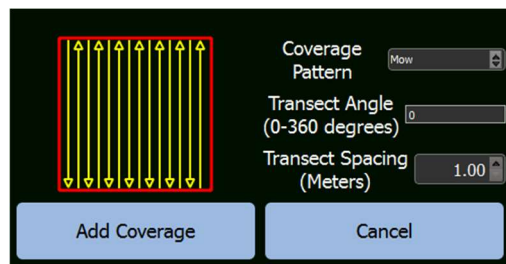 Coverage
Pattern
Mow
Transect Angle
(0-360 degrees)
0
Transect Spacing
(Meters)
1.00
Add Coverage
Cancel